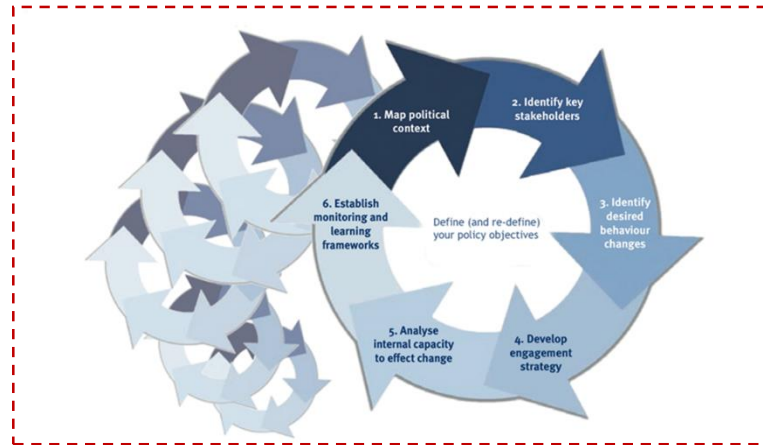 1. Map political
context
2. Identify key
stakeholders
3. Identify
desired
behaviour
changes
4. Develop
engagement
strategy
5. Analyse
internal capacity
to effect change
6. Establish
monitoring and
learning
frameworks
Define (and re-define)
your policy objectives